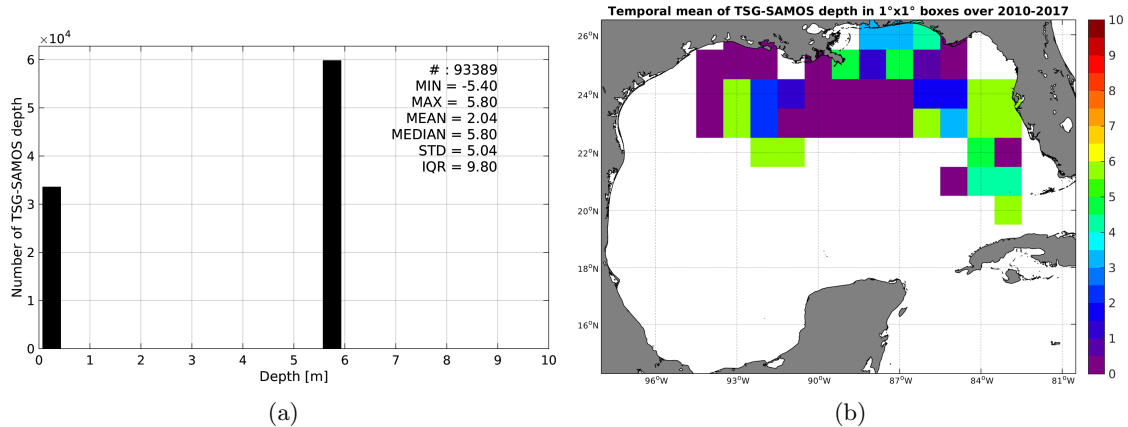 ×10⁴
6
5
4
3
2
1
0
Number of TSG-SAMOS depth
# : 93389
MIN = -5.40
MAX = 5.80
MEAN = 2.04
MEDIAN = 5.80
STD = 5.04
IQR = 9.80
0 1 2 3 4 5 6 7 8 9 10
Depth [m]
(a)
Temporal mean of TSG-SAMOS depth in 1°x1° boxes over 2010-2017
26°N
24°N
22°N
20°N
18°N
16°N
96°W 93°W 90°W 87°W 84°W 81°W
10
9
8
7
6
5
4
3
2
1
0
(b)